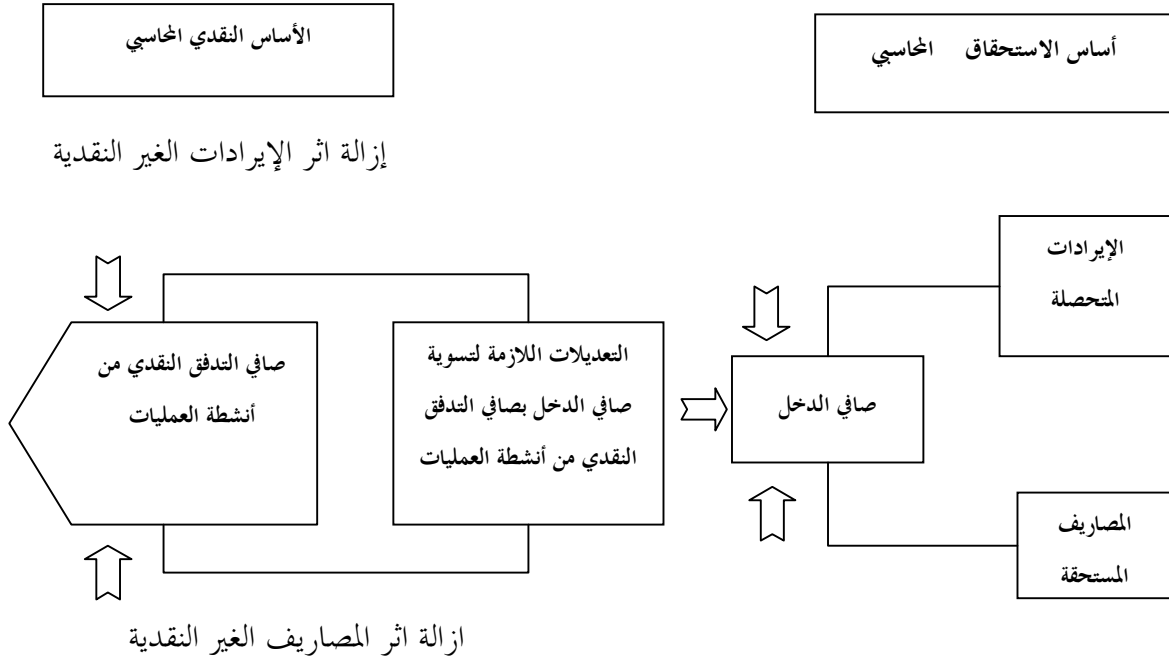 أساس الاستحقاق المحاسبي
الأساس النقدي المحاسبي
إزالة اثر الإيرادات الغير النقدية
الإيرادات
المتحصلة
صافي الدخل
المصاريف
المستحقة
التعديلات اللازمة لتسوية
صافي الدخل بصافي التدفق
النقدي من أنشطة العمليات
صافي التدفق النقدي من
أنشطة العمليات
ازالة اثر المصاريف الغير النقدية